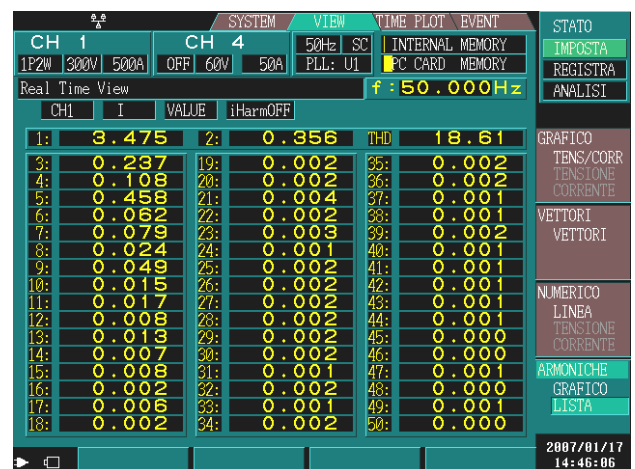 SYSTEM VIEW TIME PLOT EVENT
CH 1 CH 4 50Hz SC INTERNAL MEMORY
1P2W 300V 500A OFF 60V 50A PLL: U1 PC CARD MEMORY
Real Time View f:50.000Hz
CH1 I VALUE iHarmOFF
1: 3.475 2: 0.356 THD 18.61
3: 0.237 19: 0.002 35: 0.002
4: 0.108 20: 0.002 36: 0.002
5: 0.458 21: 0.004 37: 0.001
6: 0.062 22: 0.002 38: 0.001
7: 0.079 23: 0.003 39: 0.002
8: 0.024 24: 0.001 40: 0.001
9: 0.049 25: 0.002 41: 0.001
10: 0.015 26: 0.002 42: 0.001
11: 0.017 27: 0.002 43: 0.001
12: 0.008 28: 0.002 44: 0.001
13: 0.013 29: 0.002 45: 0.000
14: 0.007 30: 0.002 46: 0.000
15: 0.008 31: 0.001 47: 0.001
16: 0.002 32: 0.002 48: 0.000
17: 0.006 33: 0.001 49: 0.001
18: 0.002 34: 0.002 50: 0.000
STATO
IMPOSTA
REGISTRA
ANALISI
GRAFICO
TENS/CORR
TENSIONE
CORRENTE
VETTORI
VETTORI
NUMERICO
LINEA
TENSIONE
CORRENTE
ARMONICHE
GRAFICO
LISTA
2007/01/17
14:46:06